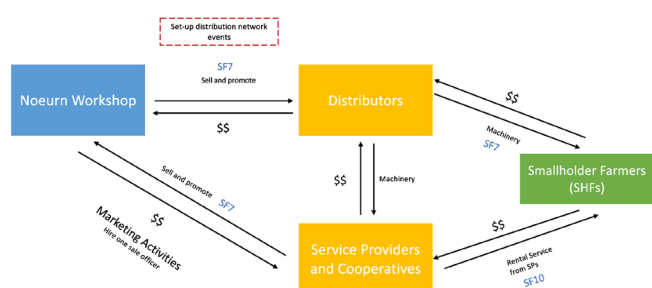 Set-up distribution network
events
SF7
Sell and promote
Noeurn Workshop
Distributors
$$
$$
Machinery
SF7
Smallholder Farmers
(SHFs)
Sell and promote
SF7
$$
Machinery
$$
Marketing Activities
Hire one sale officer
$$
Service Providers
and Cooperatives
Rental Service
from SPs
SF10